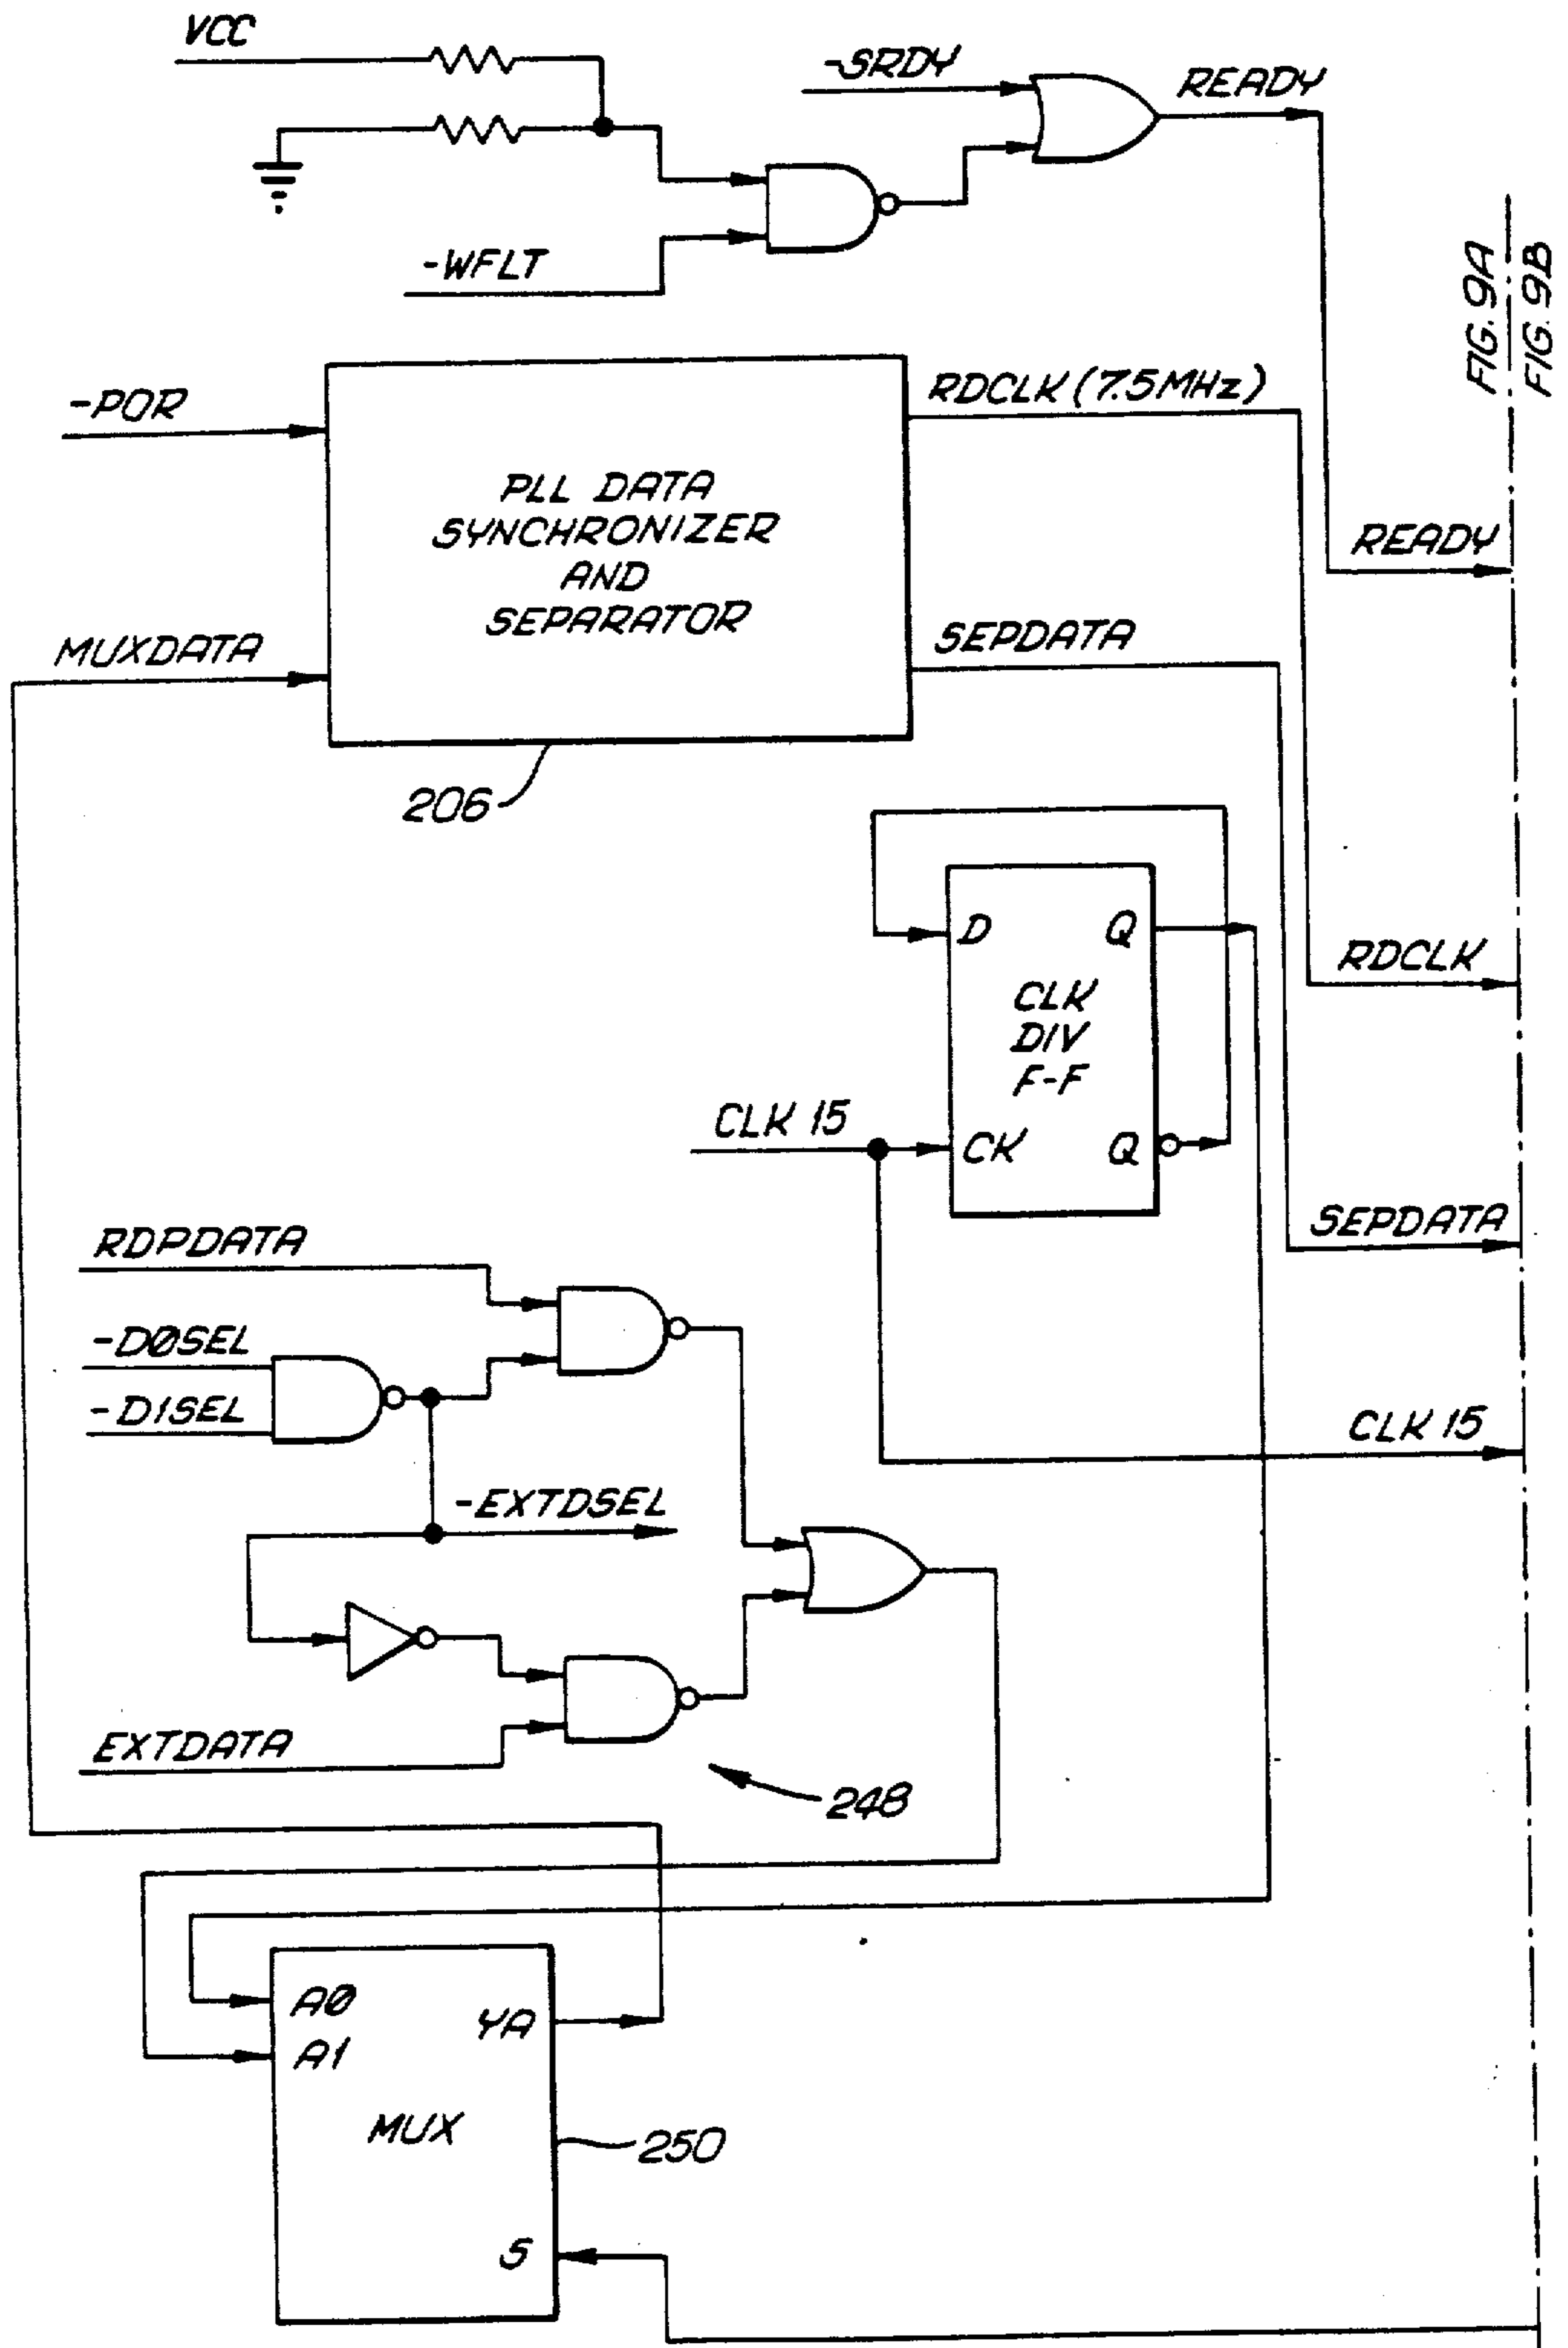 VCC
-SRDY
READY
-WFLT
FIG. 9A
FIG. 9B
-POR
RDCLK (7.5MHz)
PLL DATA
SYNCHRONIZER
AND
SEPARATOR
READY
MUXDATA
SEPDATA
206
D Q
CLK
DIV
F-F
RDCLK
CLK 15
CK Q
SEPDATA
RDPDATA
-DØSEL
-D1SEL
CLK 15
-EXTDSEL
EXTDATA
248
AØ
YA
A1
MUX
250
S